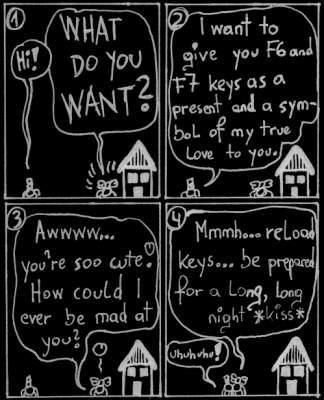 1
Hi!
WHAT
DO YOU
WANT?
2
I want to
give you F6 and
F7 keys as a
present and a sym-
bol of my true
Love to you.
3
Awwww...
you're soo cute!
How could I
ever be mad at
you?
4
Mmmh... reload
keys... be prepared
for a Long, long
night *kiss*
Uhuhuhu!